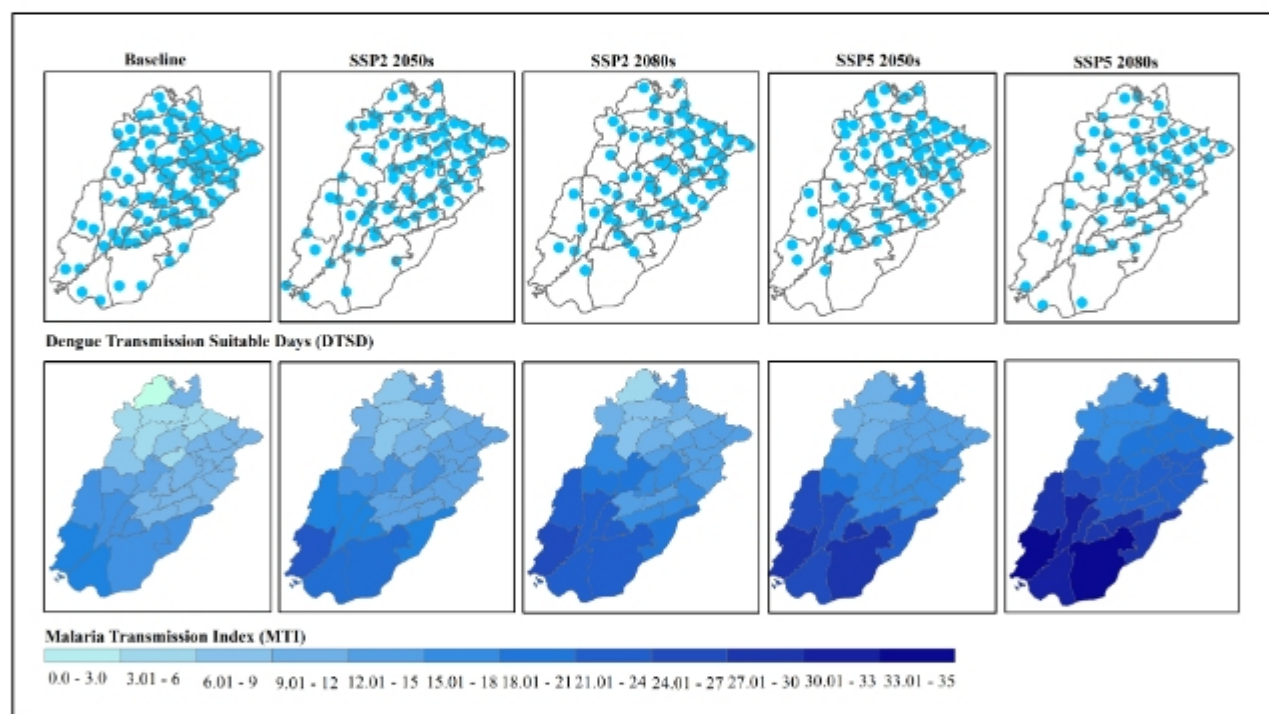 Baseline SSP2 2050s SSP2 2080s SSP5 2050s SSP5 2080s
Dengue Transmission Suitable Days (DTSD)
Malaria Transmission Index (MTI)
0.0 - 3.0 3.01 - 6 6.01 - 9 9.01 - 12 12.01 - 15 15.01 - 18 18.01 - 21 21.01 - 24 24.01 - 27 27.01 - 30 30.01 - 33 33.01 - 35